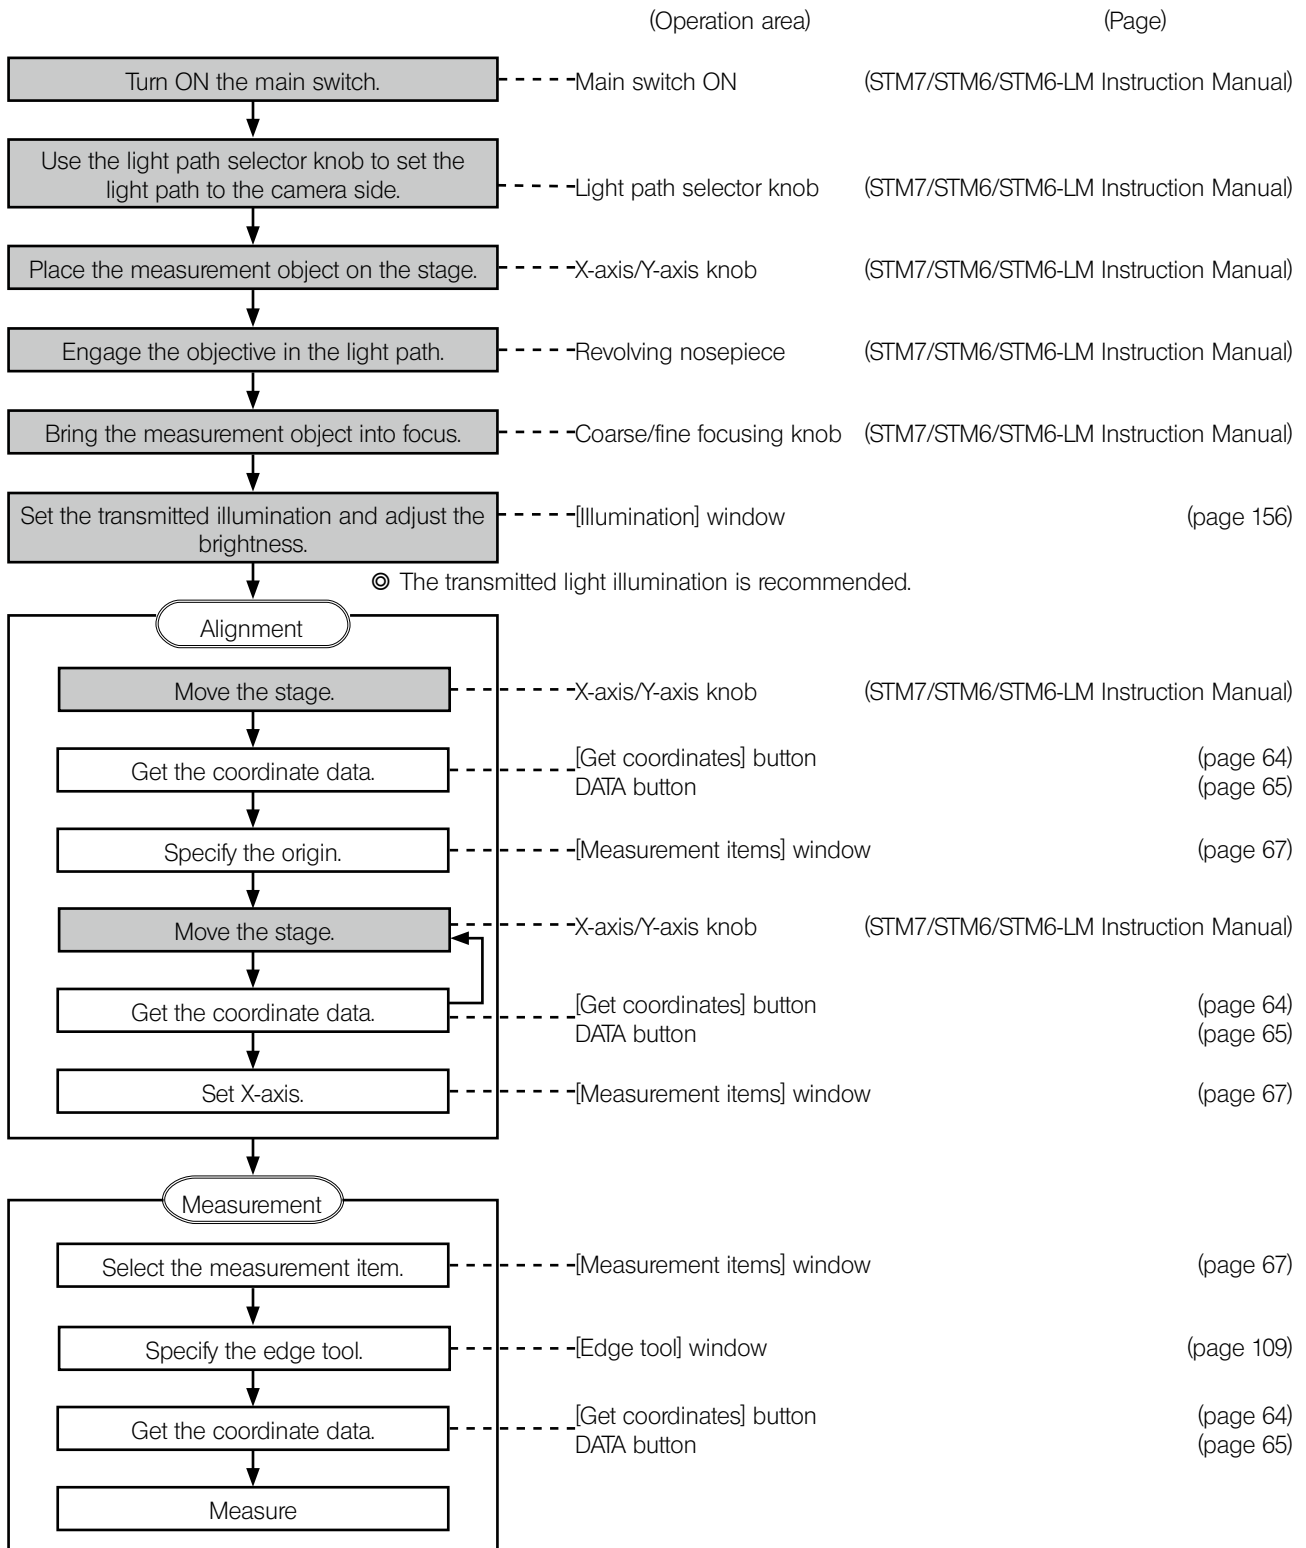 (Operation area) (Page)
Turn ON the main switch. Main switch ON (STM7/STM6/STM6-LM Instruction Manual)
Use the light path selector knob to set the
light path to the camera side. Light path selector knob (STM7/STM6/STM6-LM Instruction Manual)
Place the measurement object on the stage. X-axis/Y-axis knob (STM7/STM6/STM6-LM Instruction Manual)
Engage the objective in the light path. Revolving nosepiece (STM7/STM6/STM6-LM Instruction Manual)
Bring the measurement object into focus. Coarse/fine focusing knob (STM7/STM6/STM6-LM Instruction Manual)
Set the transmitted illumination and adjust the [Illumination] window (page 156)
brightness.
◎ The transmitted light illumination is recommended.
Alignment
Move the stage. X-axis/Y-axis knob (STM7/STM6/STM6-LM Instruction Manual)
Get the coordinate data. [Get coordinates] button (page 64)
DATA button (page 65)
Specify the origin. [Measurement items] window (page 67)
Move the stage. X-axis/Y-axis knob (STM7/STM6/STM6-LM Instruction Manual)
Get the coordinate data. [Get coordinates] button (page 64)
DATA button (page 65)
Set X-axis. [Measurement items] window (page 67)
Measurement
Select the measurement item. [Measurement items] window (page 67)
Specify the edge tool. [Edge tool] window (page 109)
Get the coordinate data. [Get coordinates] button (page 64)
DATA button (page 65)
Measure